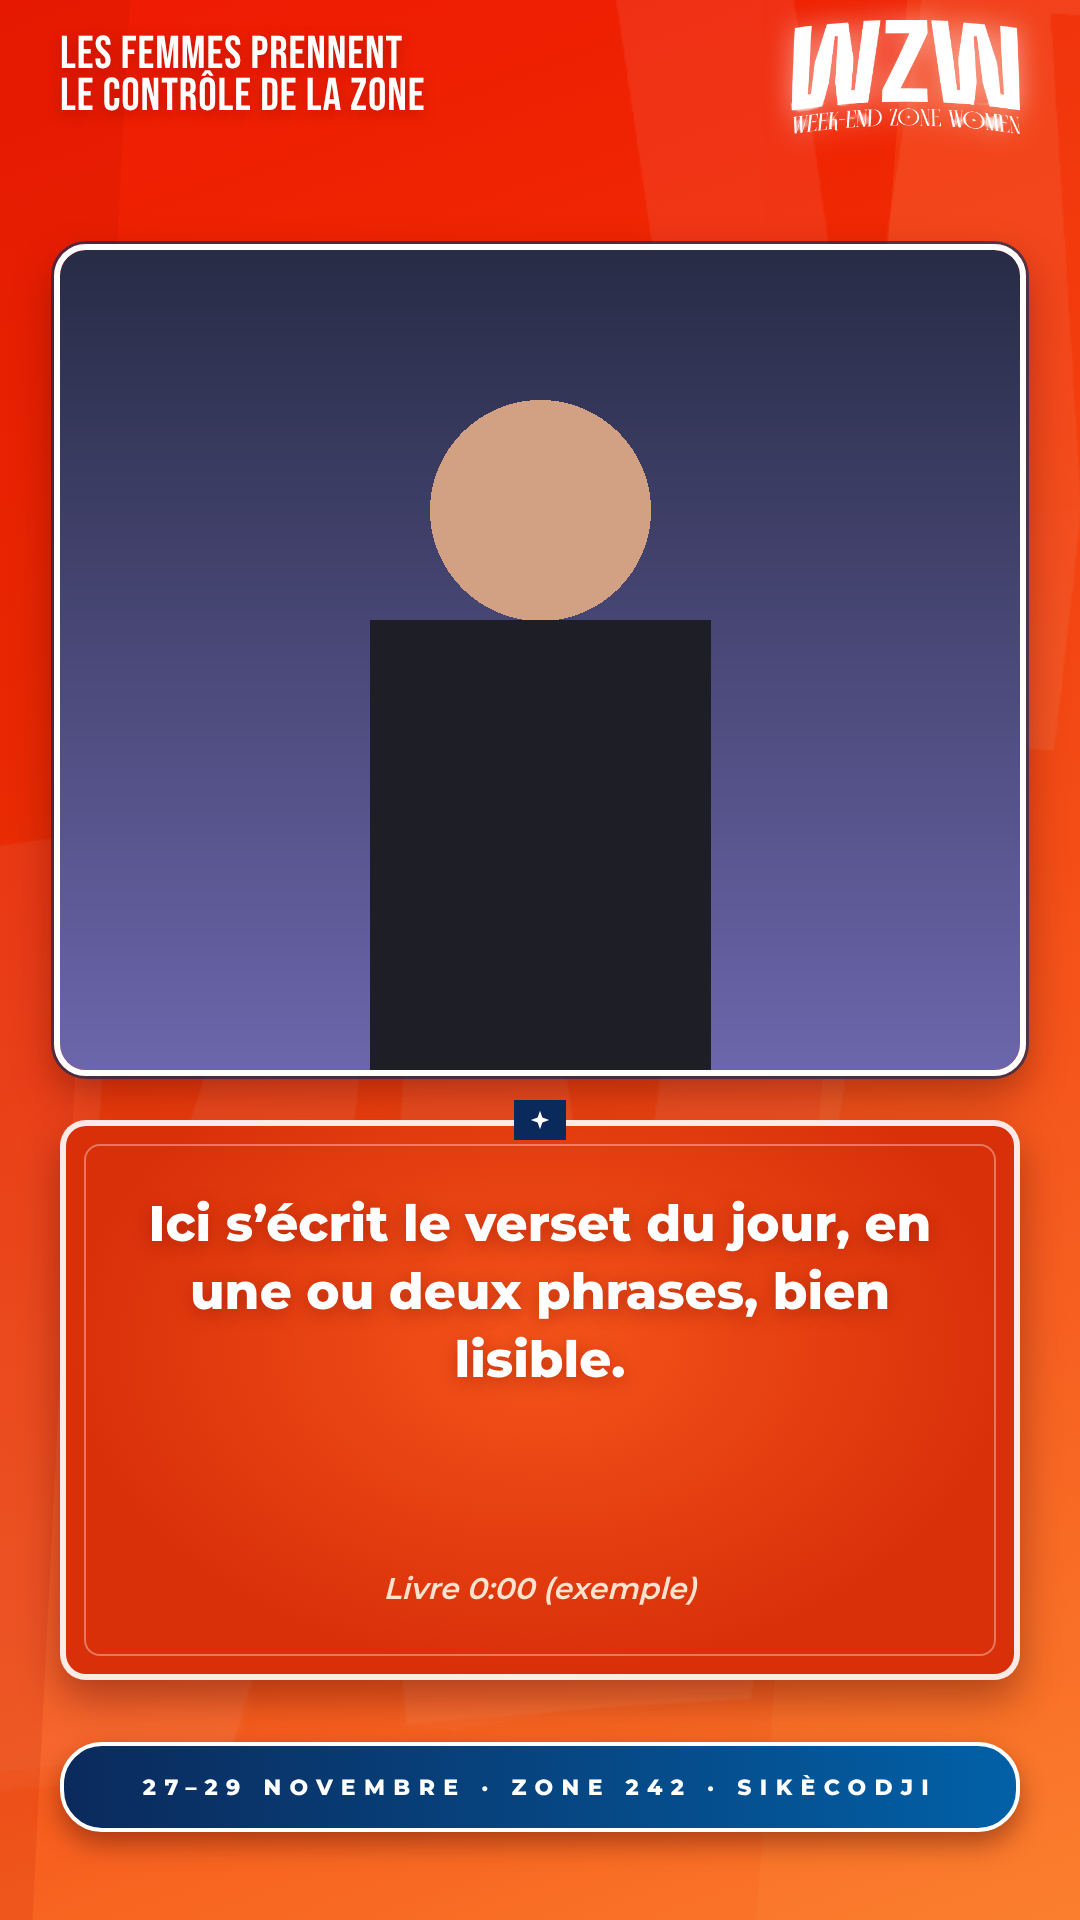 LES FEMMES PRENNENT
LE CONTRÔLE DE LA ZONE
WZW
WEEK-END ZONE WOMEN
Ici s’écrit le verset du jour, en
une ou deux phrases, bien
lisible.
Livre 0:00 (exemple)
27–29 NOVEMBRE · ZONE 242 · SIKÈCODJI